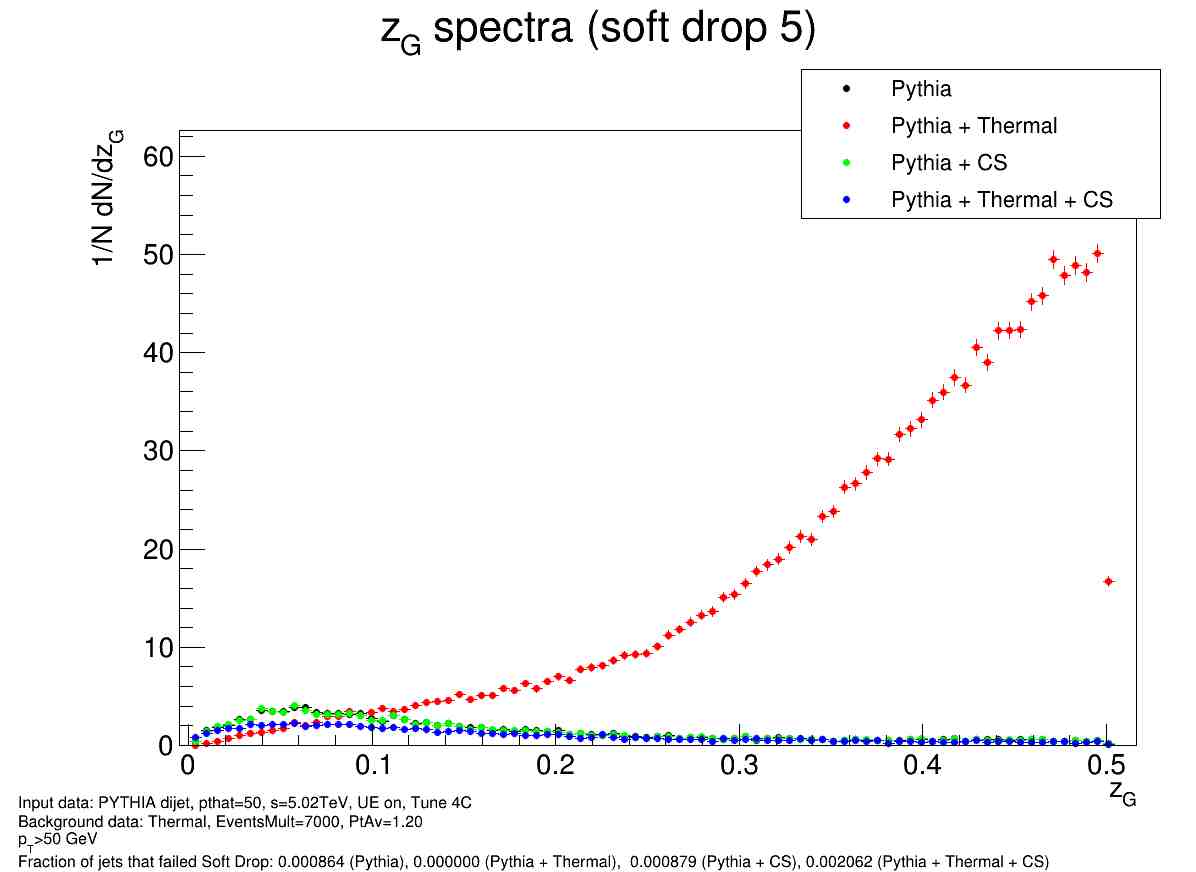 z_G spectra (soft drop 5)
Pythia
Pythia + Thermal
Pythia + CS
Pythia + Thermal + CS
1/N dN/dz_G
60
50
40
30
20
10
0
0 0.1 0.2 0.3 0.4 0.5
z_G
Input data: PYTHIA dijet, pthat=50, s=5.02TeV, UE on, Tune 4C
Background data: Thermal, EventsMult=7000, PtAv=1.20
p_T>50 GeV
Fraction of jets that failed Soft Drop: 0.000864 (Pythia), 0.000000 (Pythia + Thermal), 0.000879 (Pythia + CS), 0.002062 (Pythia + Thermal + CS)